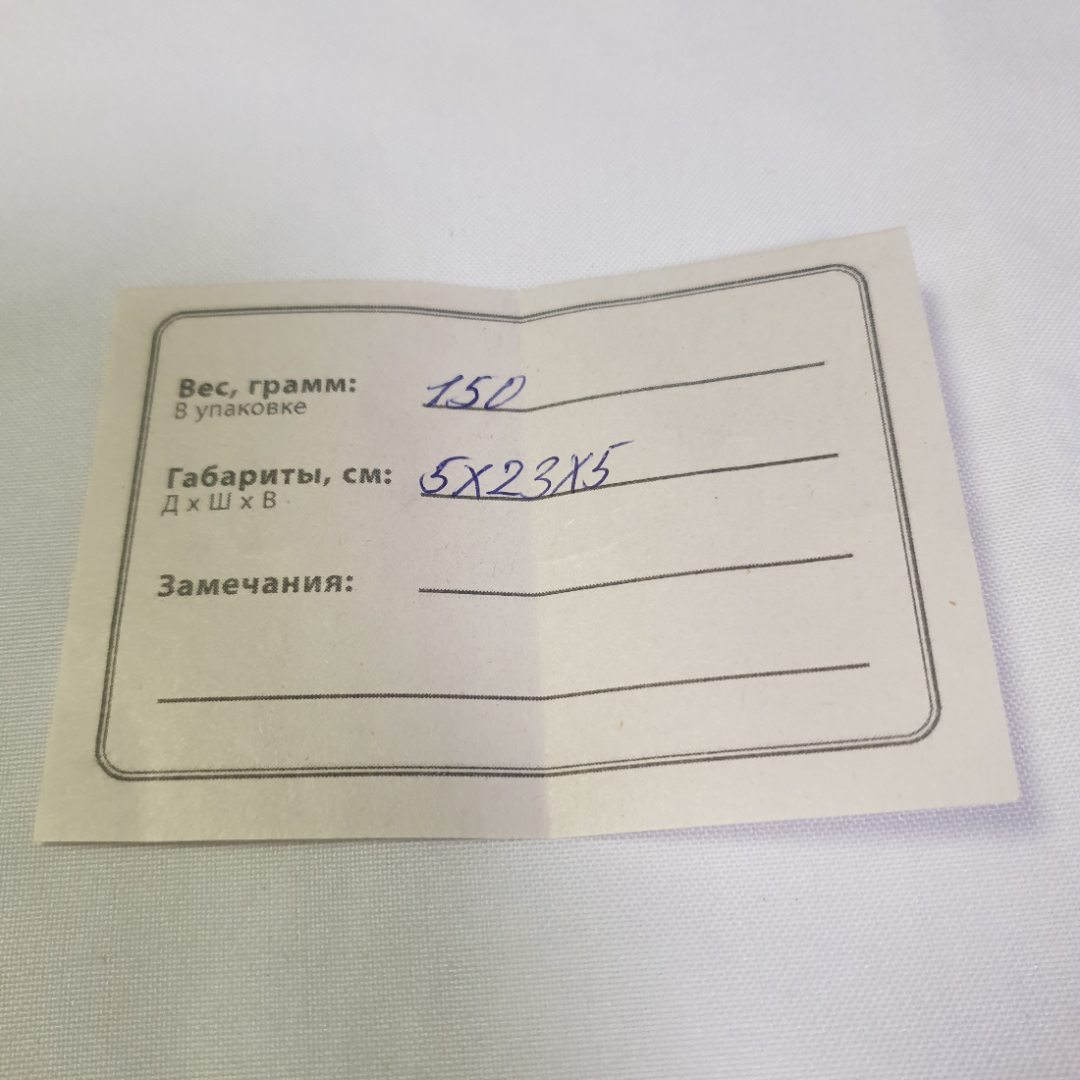 Вес, грамм: 150
В упаковке
Габариты, см: 5х23х5
Д х Ш х В
Замечания: